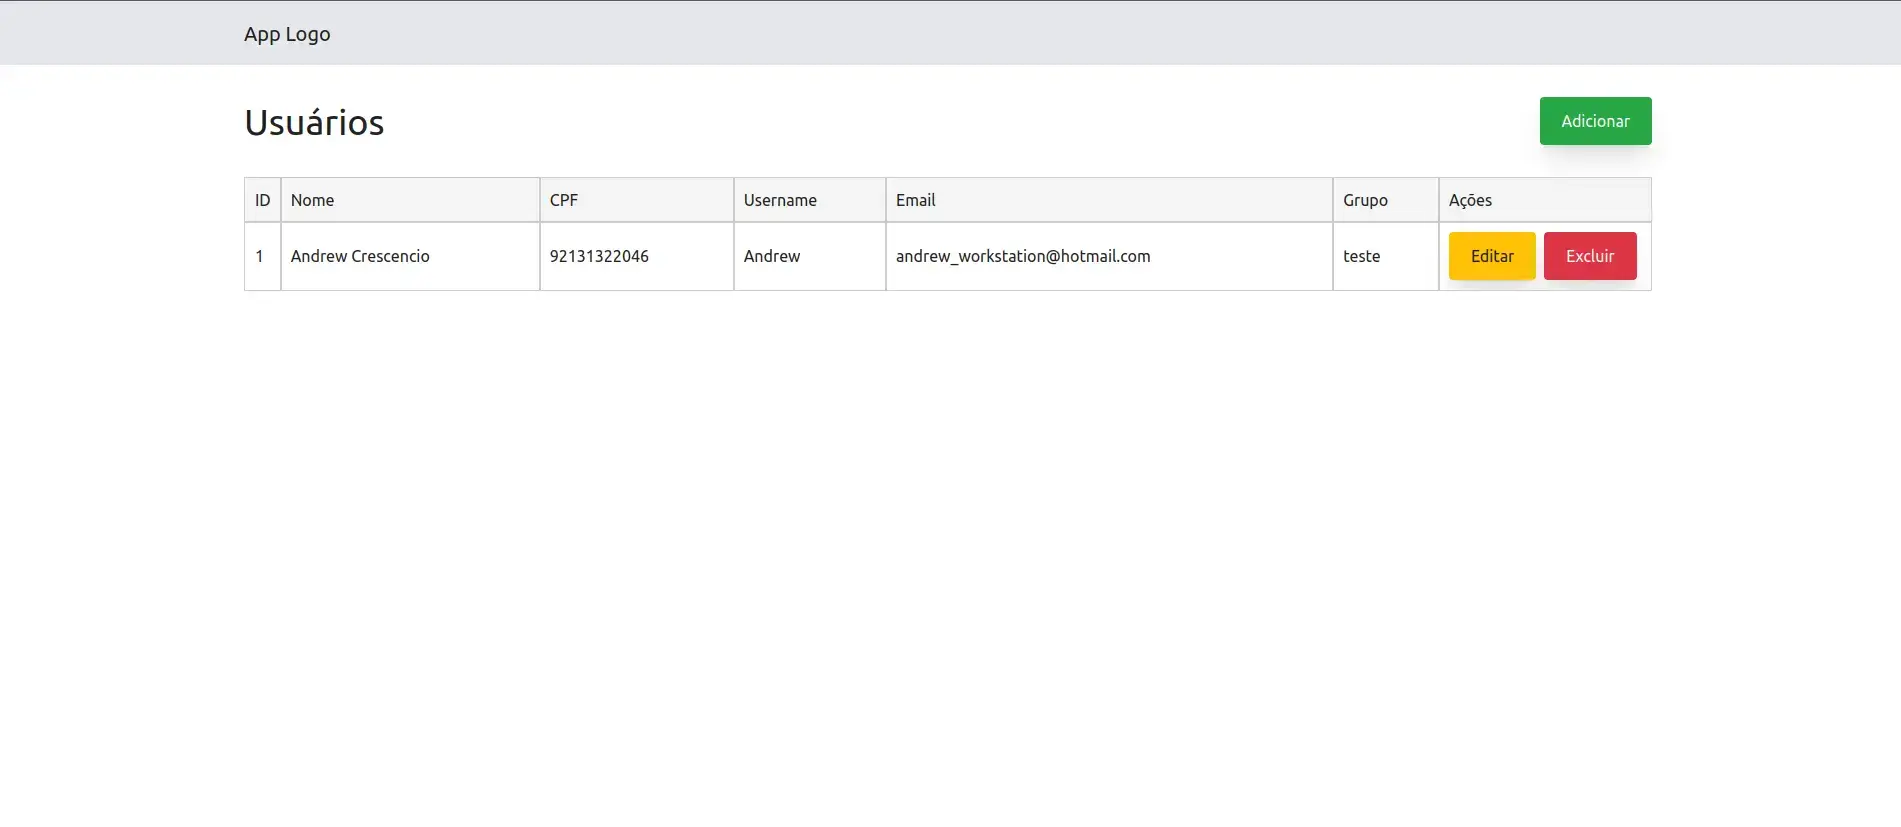 App Logo
Usuários
Adicionar
ID Nome CPF Username Email Grupo Ações
1 Andrew Crescencio 92131322046 Andrew andrew_workstation@hotmail.com teste Editar Excluir